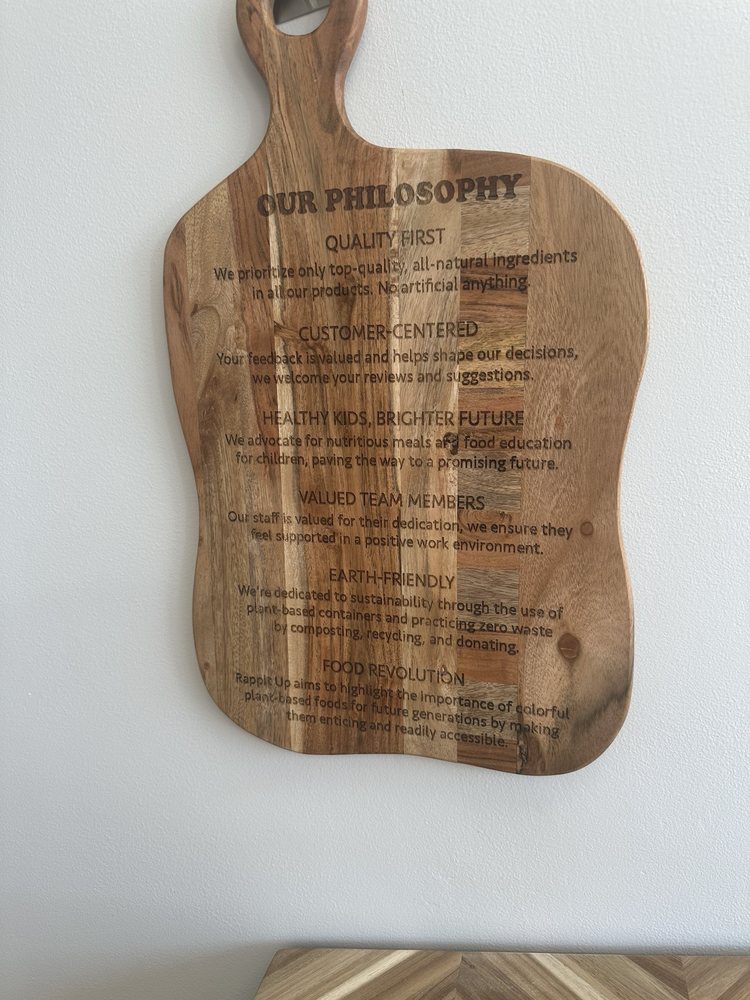 OUR PHILOSOPHY
QUALITY FIRST
We prioritize only top-quality, all-natural ingredients
in all our products. No artificial anything.
CUSTOMER-CENTERED
Your feedback is valued and helps shape our decisions,
we welcome your reviews and suggestions.
HEALTHY KIDS, BRIGHTER FUTURE
We advocate for nutritious meals and food education
for children, paving the way to a promising future.
VALUED TEAM MEMBERS
Our staff is valued for their dedication, we ensure they
feel supported in a positive work environment.
EARTH-FRIENDLY
We're dedicated to sustainability through the use of
plant-based containers and practicing zero waste
by composting, recycling, and donating.
FOOD REVOLUTION
Rappit Up aims to highlight the importance of colorful
plant-based foods for future generations by making
them enticing and readily accessible.